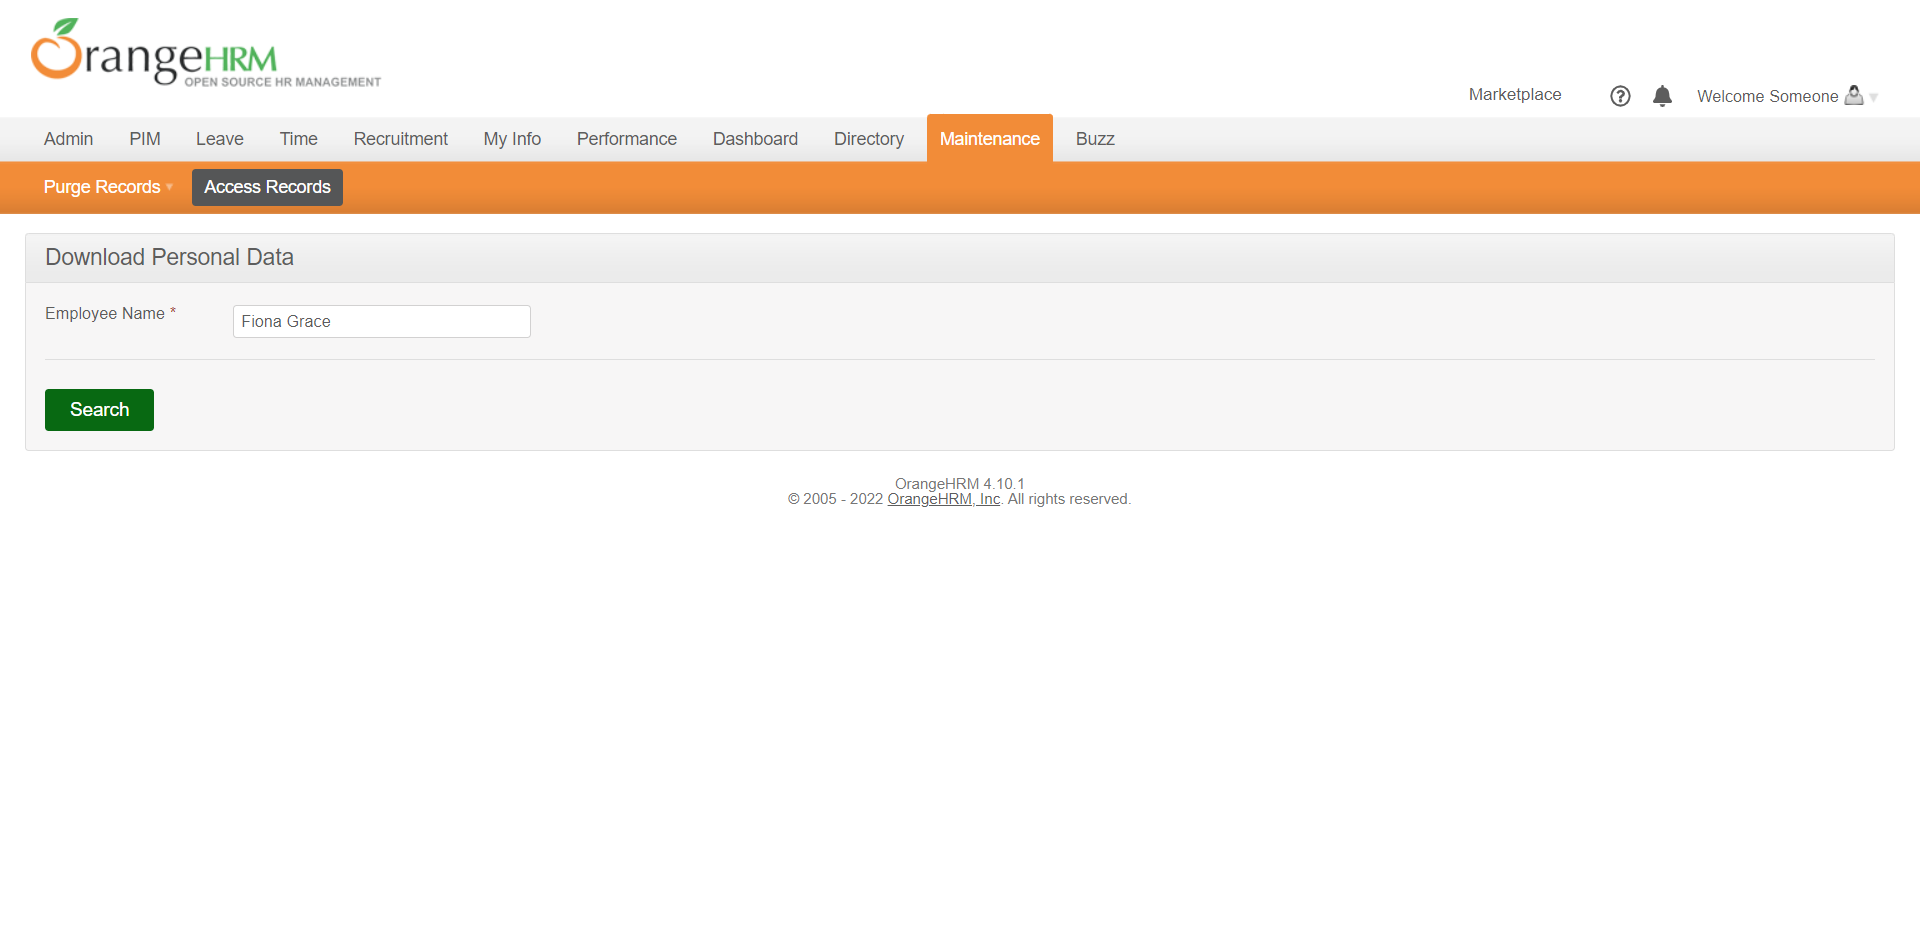 OrangeHRM
OPEN SOURCE HR MANAGEMENT
Marketplace
Welcome Someone
Admin PIM Leave Time Recruitment My Info Performance Dashboard Directory Maintenance Buzz
Purge Records Access Records
Download Personal Data
Employee Name * Fiona Grace
Search
OrangeHRM 4.10.1
© 2005 - 2022 OrangeHRM, Inc. All rights reserved.